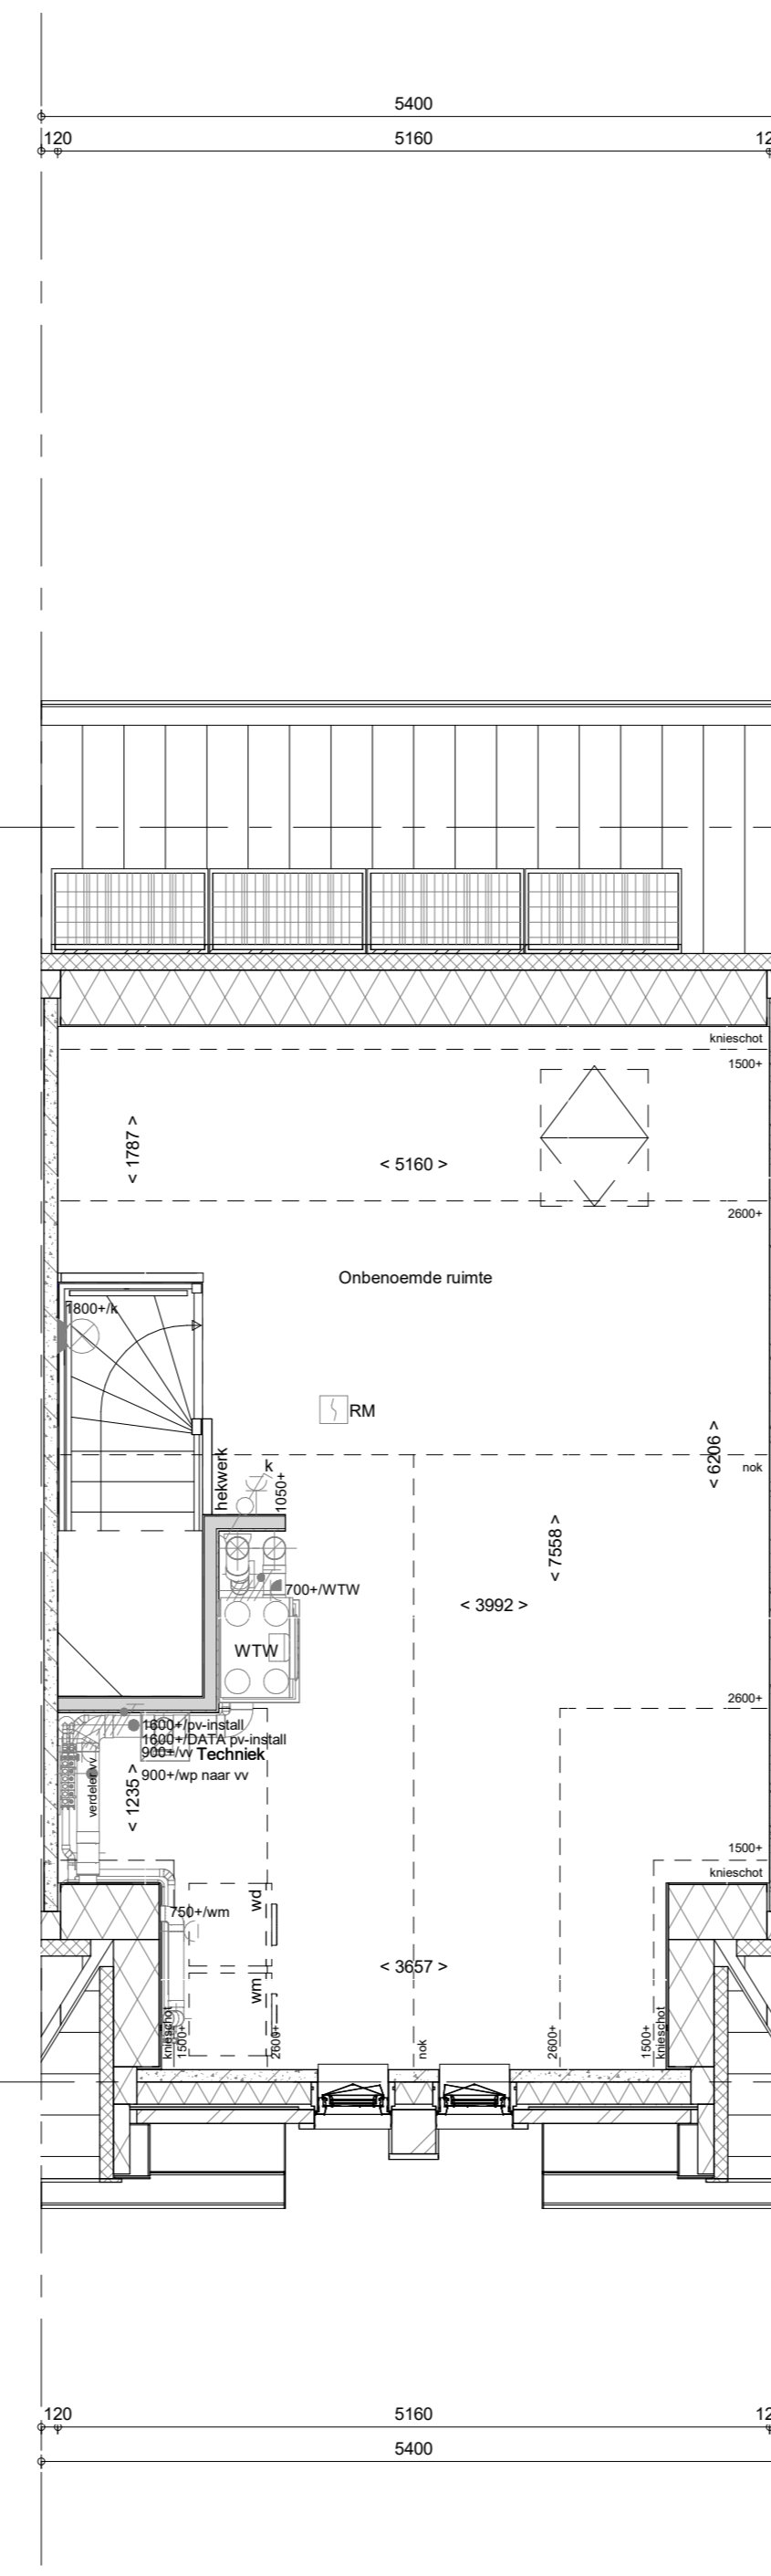 5400
120
5160
12
knieschot
1500+
< 1787 >
< 5160 >
2600+
Onbenoemde ruimte
1800+/k
RM
hekwerk
k
1050+
nok
< 6206 >
< 7558 >
700+/WTW
< 3992 >
WTW
2600+
1600+/pv-install
1600+/DATA pv-install
900+/vv
Techniek
900+/wp naar vv
verdeler vv
< 1235 >
1500+
knieschot
wd
750+/wm
< 3657 >
wm
knieschot
1500+
2600+
nok
2600+
1500+
knieschot
120
5160
12
5400